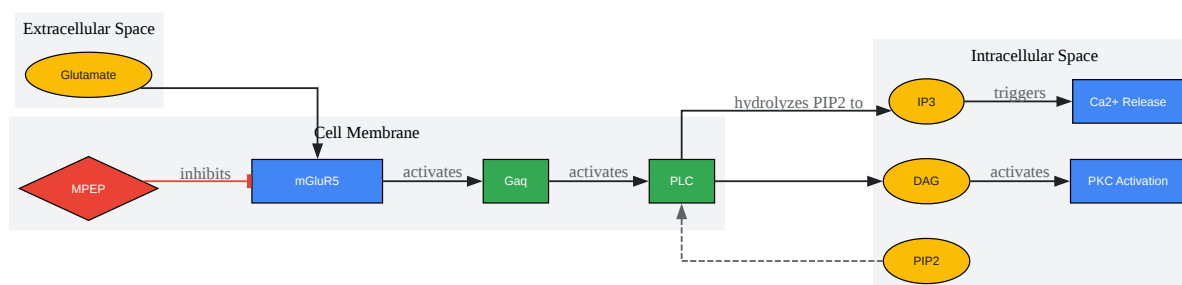 Extracellular Space
Glutamate
Cell Membrane
MPEP
inhibits
mGluR5
activates
Gaq
activates
PLC
hydrolyzes PIP2 to
Intracellular Space
IP3
triggers
Ca2+ Release
DAG
activates
PKC Activation
PIP2